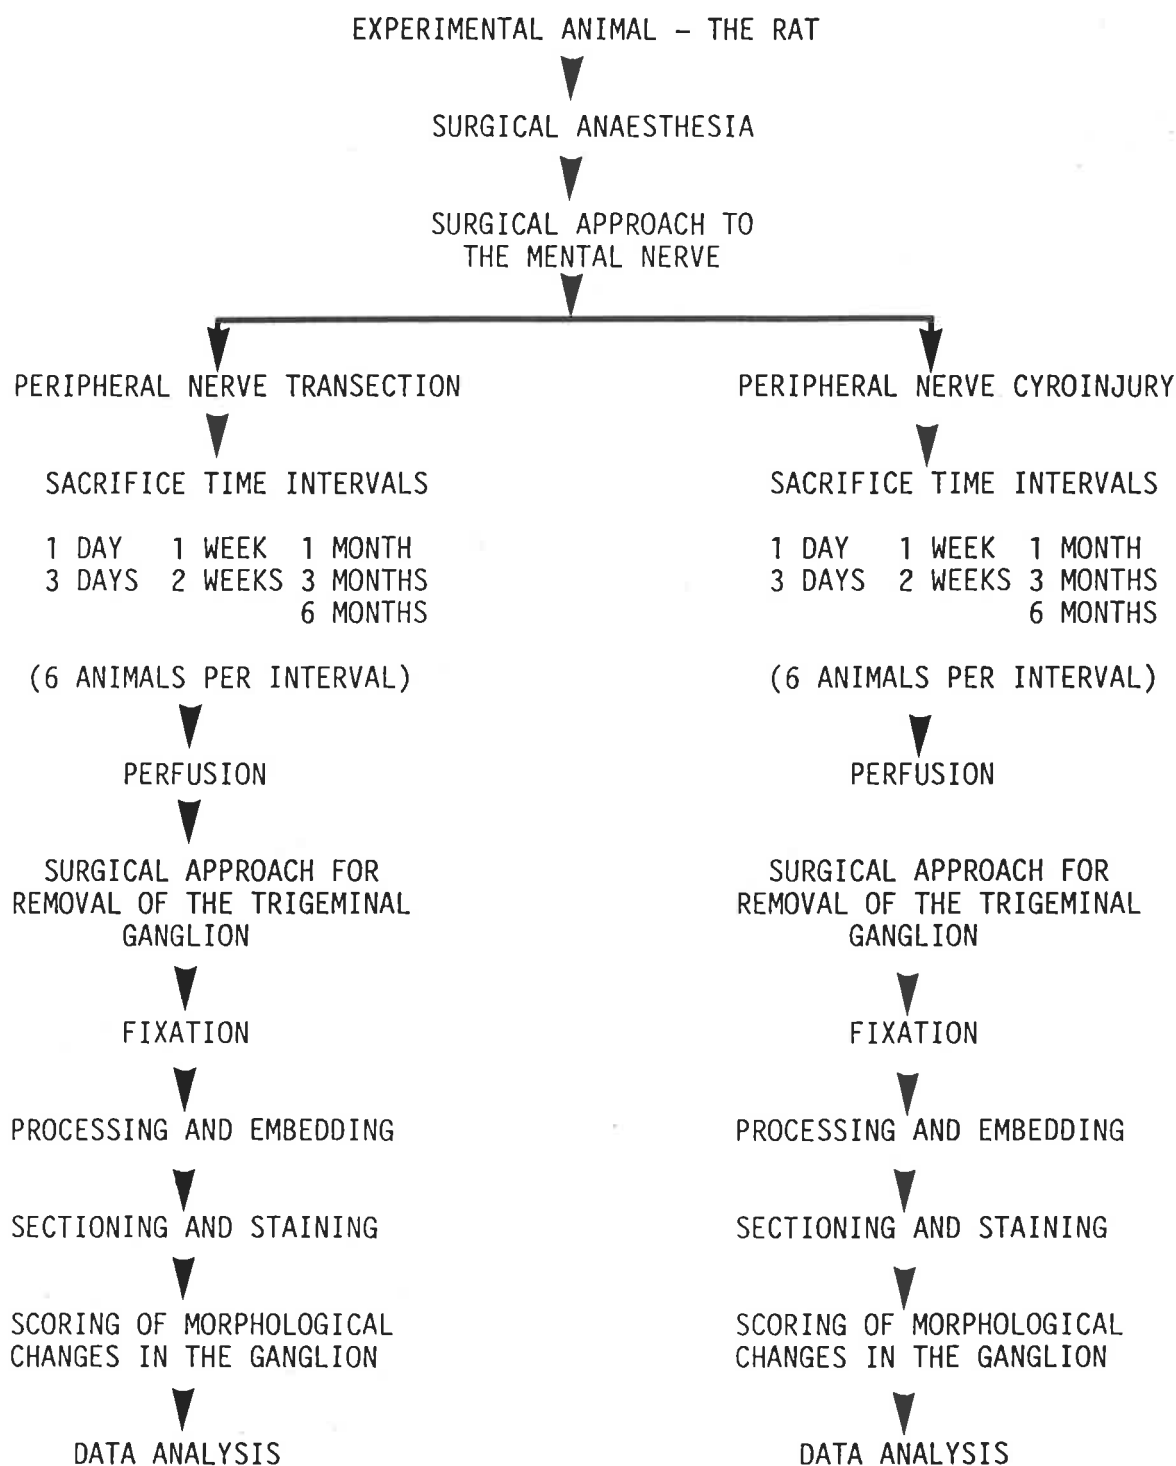 EXPERIMENTAL ANIMAL – THE RAT
SURGICAL ANAESTHESIA
SURGICAL APPROACH TO
THE MENTAL NERVE
PERIPHERAL NERVE TRANSECTION
SACRIFICE TIME INTERVALS
1 DAY 1 WEEK 1 MONTH
3 DAYS 2 WEEKS 3 MONTHS
6 MONTHS
(6 ANIMALS PER INTERVAL)
PERFUSION
SURGICAL APPROACH FOR
REMOVAL OF THE TRIGEMINAL
GANGLION
FIXATION
PROCESSING AND EMBEDDING
SECTIONING AND STAINING
SCORING OF MORPHOLOGICAL
CHANGES IN THE GANGLION
DATA ANALYSIS
PERIPHERAL NERVE CYROINJURY
SACRIFICE TIME INTERVALS
1 DAY 1 WEEK 1 MONTH
3 DAYS 2 WEEKS 3 MONTHS
6 MONTHS
(6 ANIMALS PER INTERVAL)
PERFUSION
SURGICAL APPROACH FOR
REMOVAL OF THE TRIGEMINAL
GANGLION
FIXATION
PROCESSING AND EMBEDDING
SECTIONING AND STAINING
SCORING OF MORPHOLOGICAL
CHANGES IN THE GANGLION
DATA ANALYSIS